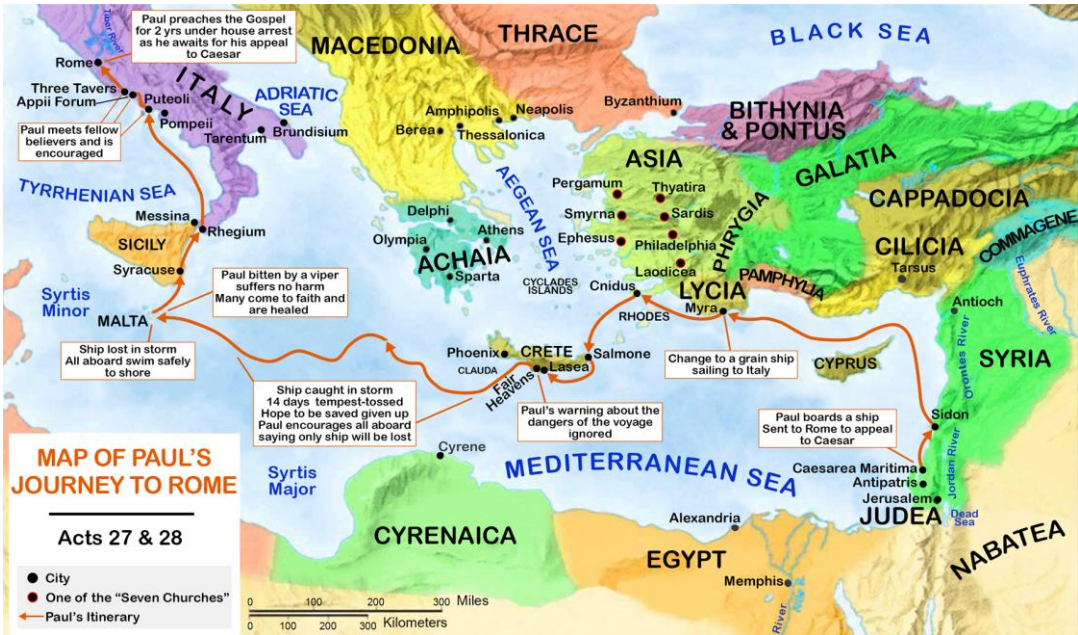 Paul preaches the Gospel
for 2 yrs under house arrest
as he awaits for his appeal
to Caesar
Tiber River
Rome
Three Tavers
Appii Forum
Puteoli
Pompeii
Paul meets fellow
believers and is
encouraged
ITALY
Tarentum
Brundisium
ADRIATIC
SEA
TYRRHENIAN SEA
Messina
Rhegium
SICILY
Syracuse
Syrtis
Minor
MALTA
Paul bitten by a viper
suffers no harm
Many come to faith and
are healed
Ship lost in storm
All aboard swim safely
to shore
MACEDONIA
THRACE
BLACK SEA
Amphipolis
Neapolis
Berea
Thessalonica
Byzanthium
BITHYNIA
& PONTUS
GALATIA
ASIA
Pergamum
Thyatira
Smyrna
Sardis
Ephesus
Philadelphia
Laodicea
PHRYGIA
CAPPADOCIA
COMMAGENE
CILICIA
Tarsus
PAMPHYLIA
LYCIA
Myra
AEGEAN SEA
Delphi
Athens
Olympia
ACHAIA
Sparta
CYCLADES
ISLANDS
Cnidus
RHODES
Phoenix
CRETE
Salmone
CLAUDA
Lasea
Fair
Heavens
Change to a grain ship
sailing to Italy
CYPRUS
Antioch
Orontes River
Euphrates River
SYRIA
Ship caught in storm
14 days tempest-tossed
Hope to be saved given up
Paul encourages all aboard
saying only ship will be lost
Paul's warning about the
dangers of the voyage
ignored
Paul boards a ship
Sent to Rome to appeal
to Caesar
Sidon
Caesarea Maritima
Antipatris
Jerusalem
Jordan River
Dead
Sea
JUDEA
NABATEA
MEDITERRANEAN SEA
Cyrene
Syrtis
Major
CYRENAICA
Alexandria
EGYPT
Memphis
River
MAP OF PAUL'S
JOURNEY TO ROME
Acts 27 & 28
City
One of the "Seven Churches"
Paul's Itinerary
0 100 200 300 Miles
0 100 200 300 Kilometers